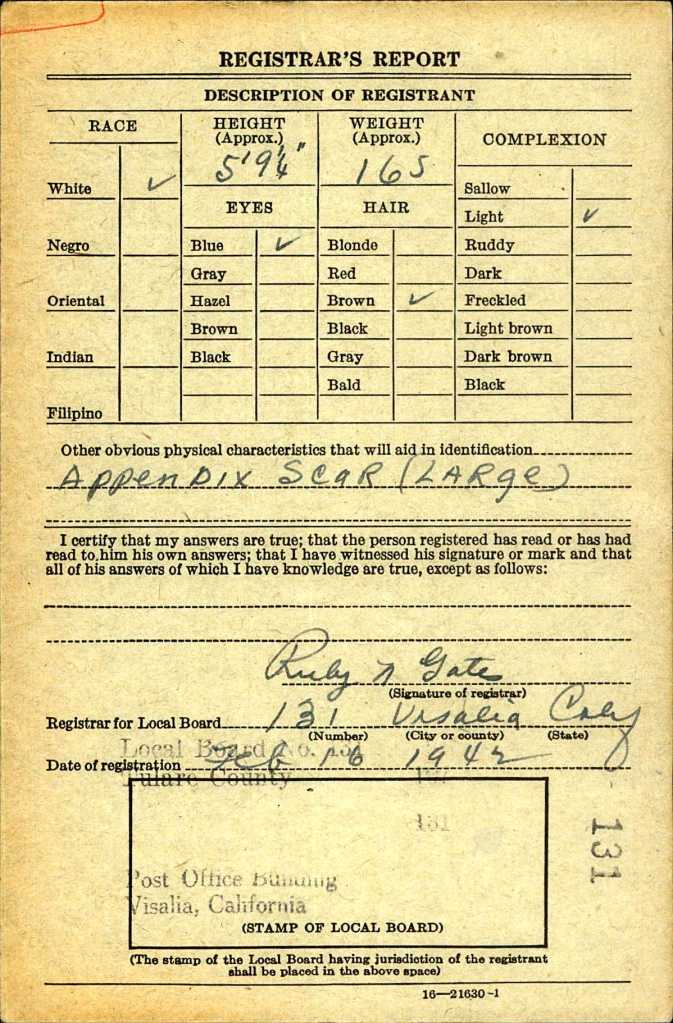 REGISTRAR'S REPORT
DESCRIPTION OF REGISTRANT
RACE
HEIGHT
(Approx.)
WEIGHT
(Approx.)
COMPLEXION
5' 9¼"
165
White ✓
Sallow
EYES
HAIR
Light ✓
Negro
Blue ✓
Blonde
Ruddy
Gray
Red
Dark
Oriental
Hazel
Brown ✓
Freckled
Brown
Black
Light brown
Indian
Black
Gray
Dark brown
Bald
Black
Filipino
Other obvious physical characteristics that will aid in identification
Appendix Scar (Large)
I certify that my answers are true; that the person registered has read or has had
read to him his own answers; that I have witnessed his signature or mark and that
all of his answers of which I have knowledge are true, except as follows:
Ruby N Gates
(Signature of registrar)
Registrar for Local Board 131 Visalia Calif
(Number) (City or county) (State)
Local Board No. 131
Date of registration Feb 16 1942
Tulare County 131
131
131
Post Office Building
Visalia, California
(STAMP OF LOCAL BOARD)
(The stamp of the Local Board having jurisdiction of the registrant
shall be placed in the above space)
16—21630-1